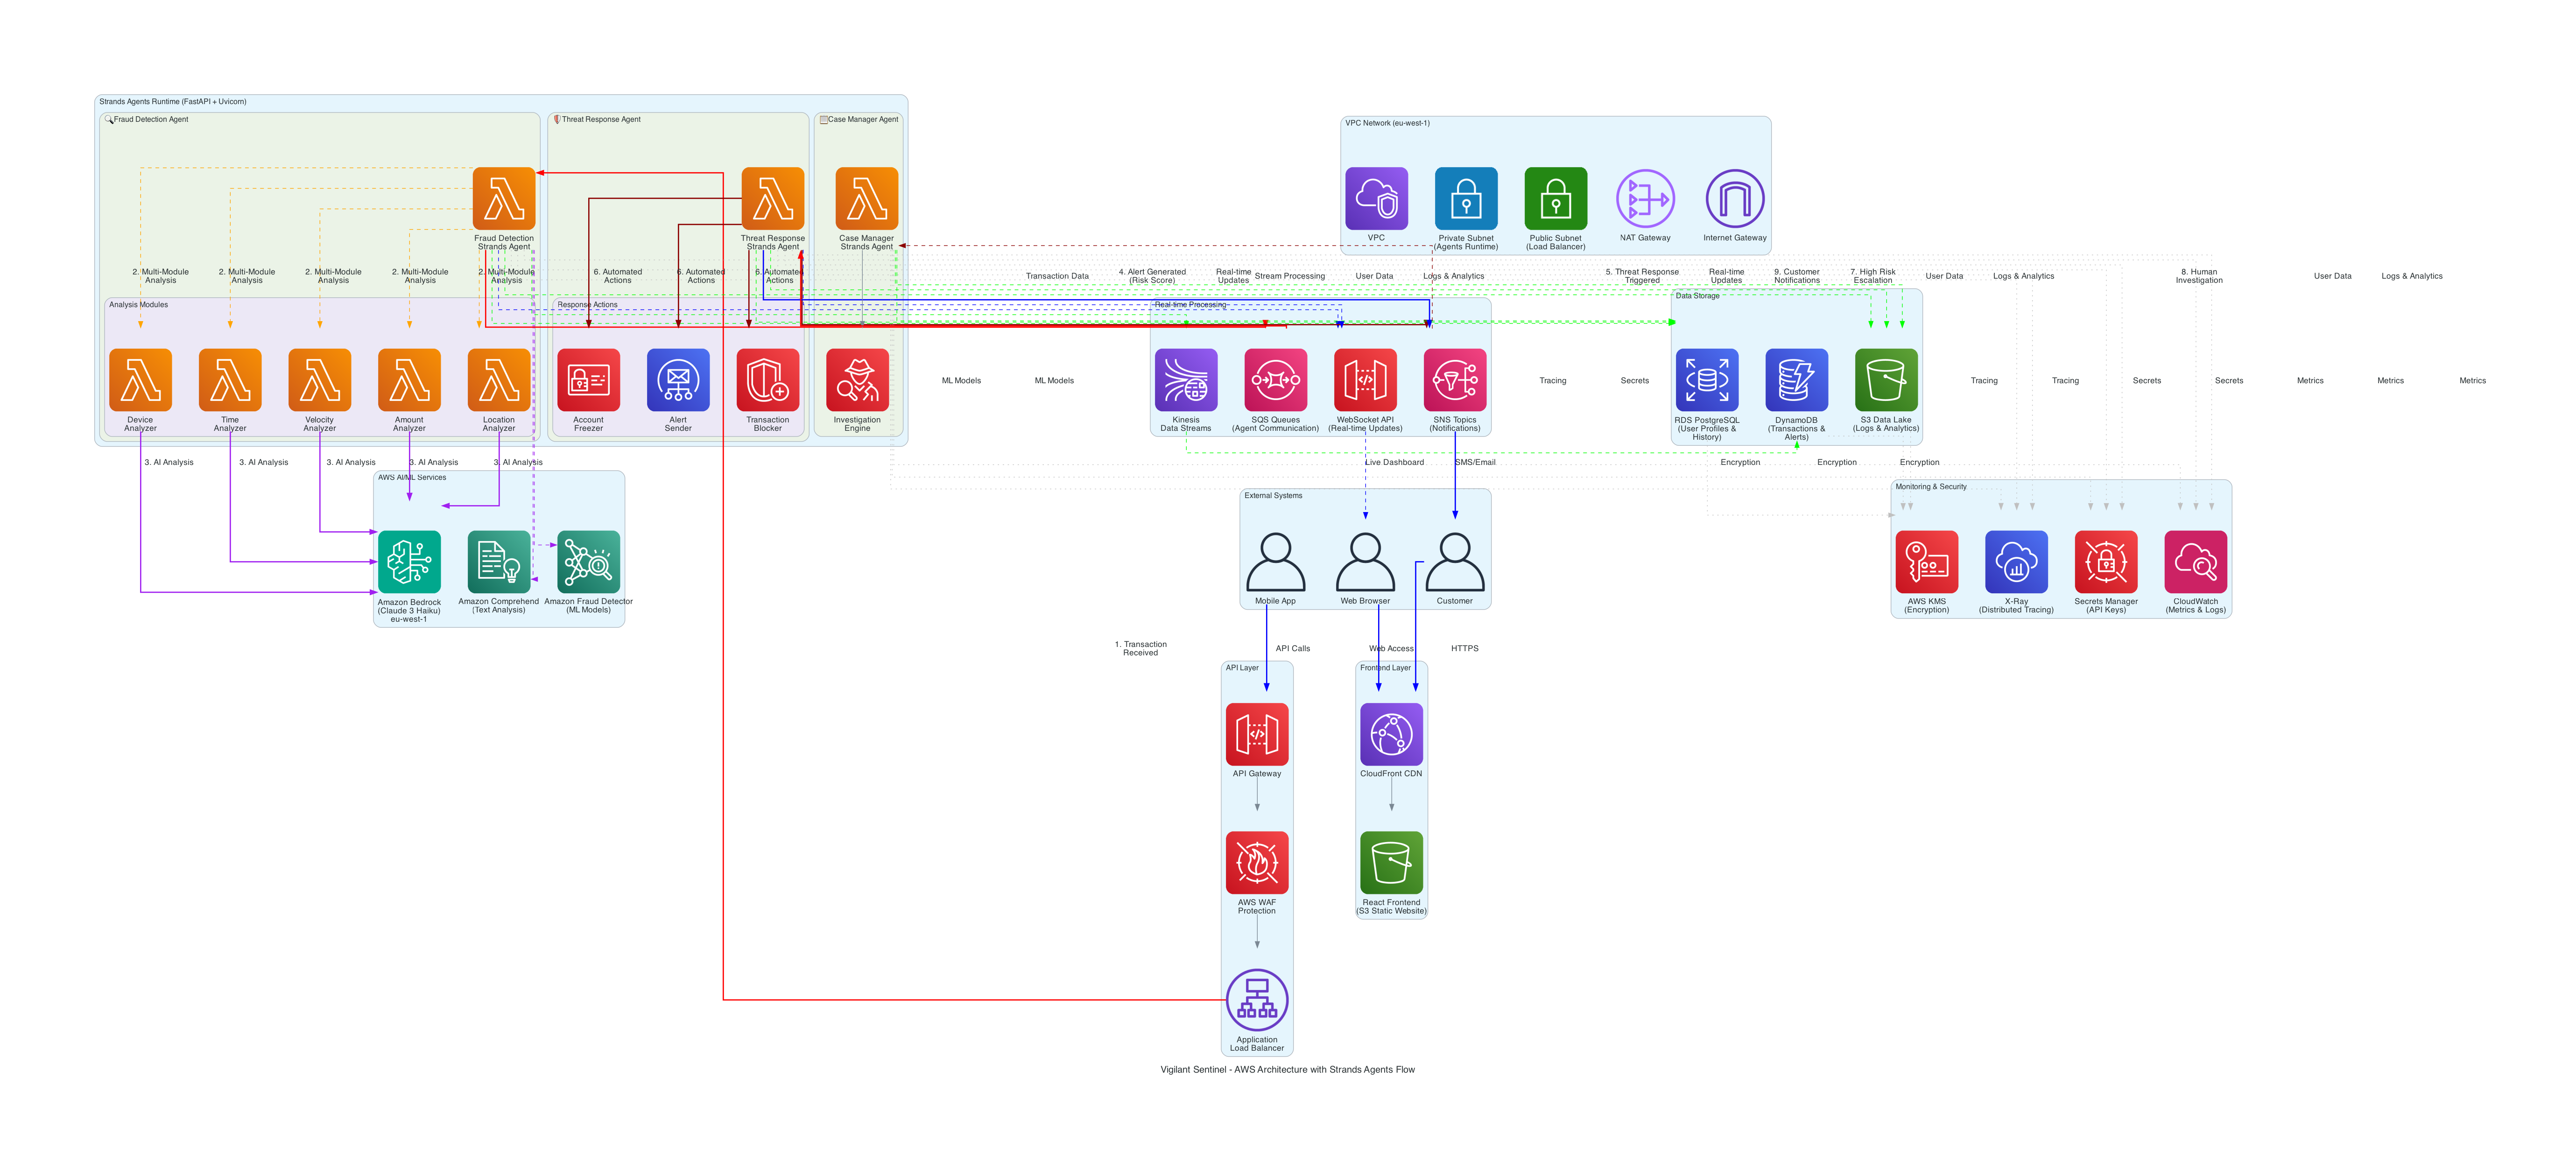 Strands Agents Runtime (FastAPI + Uvicorn)
Fraud Detection Agent
Threat Response Agent
Case Manager Agent
VPC Network (eu-west-1)
Fraud Detection
Strands Agent
Threat Response
Strands Agent
Case Manager
Strands Agent
VPC
Private Subnet
(Agents Runtime)
Public Subnet
(Load Balancer)
NAT Gateway
Internet Gateway
2. Multi-Module
Analysis
2. Multi-Module
Analysis
2. Multi-Module
Analysis
2. Multi-Module
Analysis
2. Multi-Module
Analysis
6. Automated
Actions
6. Automated
Actions
6. Automated
Actions
Transaction Data
4. Alert Generated
(Risk Score)
Real-time
Updates
Stream Processing
User Data
Logs & Analytics
5. Threat Response
Triggered
Real-time
Updates
9. Customer
Notifications
7. High Risk
Escalation
User Data
Logs & Analytics
8. Human
Investigation
User Data
Logs & Analytics
Analysis Modules
Response Actions
Real-time Processing
Data Storage
Device
Analyzer
Time
Analyzer
Velocity
Analyzer
Amount
Analyzer
Location
Analyzer
Account
Freezer
Alert
Sender
Transaction
Blocker
Investigation
Engine
ML Models
ML Models
Kinesis
Data Streams
SQS Queues
(Agent Communication)
WebSocket API
(Real-time Updates)
SNS Topics
(Notifications)
Tracing
Secrets
RDS PostgreSQL
(User Profiles &
History)
DynamoDB
(Transactions &
Alerts)
S3 Data Lake
(Logs & Analytics)
Tracing
Tracing
Secrets
Secrets
Metrics
Metrics
Metrics
3. AI Analysis
3. AI Analysis
3. AI Analysis
3. AI Analysis
3. AI Analysis
Live Dashboard
SMS/Email
Encryption
Encryption
Encryption
AWS AI/ML Services
External Systems
Monitoring & Security
Amazon Bedrock
(Claude 3 Haiku)
eu-west-1
Amazon Comprehend
(Text Analysis)
Amazon Fraud Detector
(ML Models)
Mobile App
Web Browser
Customer
AWS KMS
(Encryption)
X-Ray
(Distributed Tracing)
Secrets Manager
(API Keys)
CloudWatch
(Metrics & Logs)
1. Transaction
Received
API Calls
Web Access
HTTPS
API Layer
Frontend Layer
API Gateway
CloudFront CDN
AWS WAF
Protection
React Frontend
(S3 Static Website)
Application
Load Balancer
Vigilant Sentinel - AWS Architecture with Strands Agents Flow